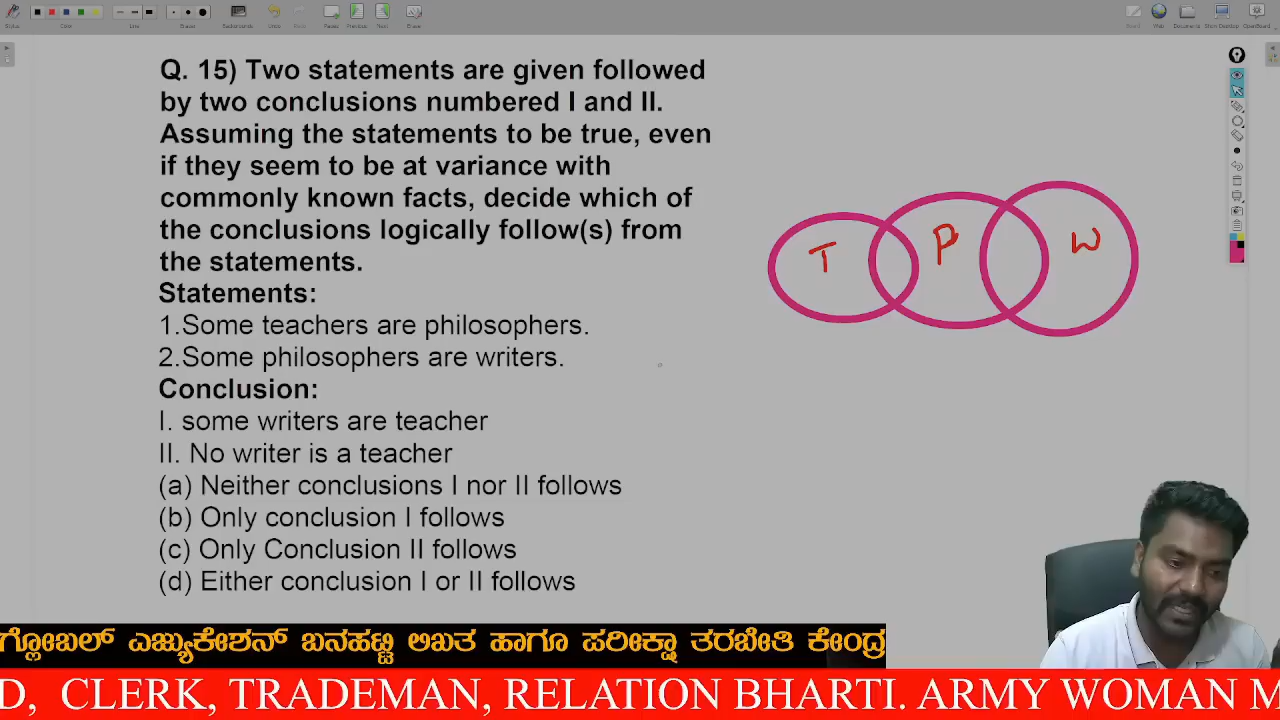 Q. 15) Two statements are given followed
by two conclusions numbered I and II.
Assuming the statements to be true, even
if they seem to be at variance with
commonly known facts, decide which of
the conclusions logically follow(s) from
the statements.
Statements:
1.Some teachers are philosophers.
2.Some philosophers are writers.
Conclusion:
I. some writers are teacher
II. No writer is a teacher
(a) Neither conclusions I nor II follows
(b) Only conclusion I follows
(c) Only Conclusion II follows
(d) Either conclusion I or II follows
T P W
ಗ್ಲೋಬಲ್ ಎಜ್ಯುಕೇಶನ್ ಬನಹಟ್ಟಿ ಉಚಿತ ಹಾಗೂ ಪರೀಕ್ಷಾ ತರಬೇತಿ ಕೇಂದ್ರ
D, CLERK, TRADEMAN, RELATION BHARTI. ARMY WOMAN M